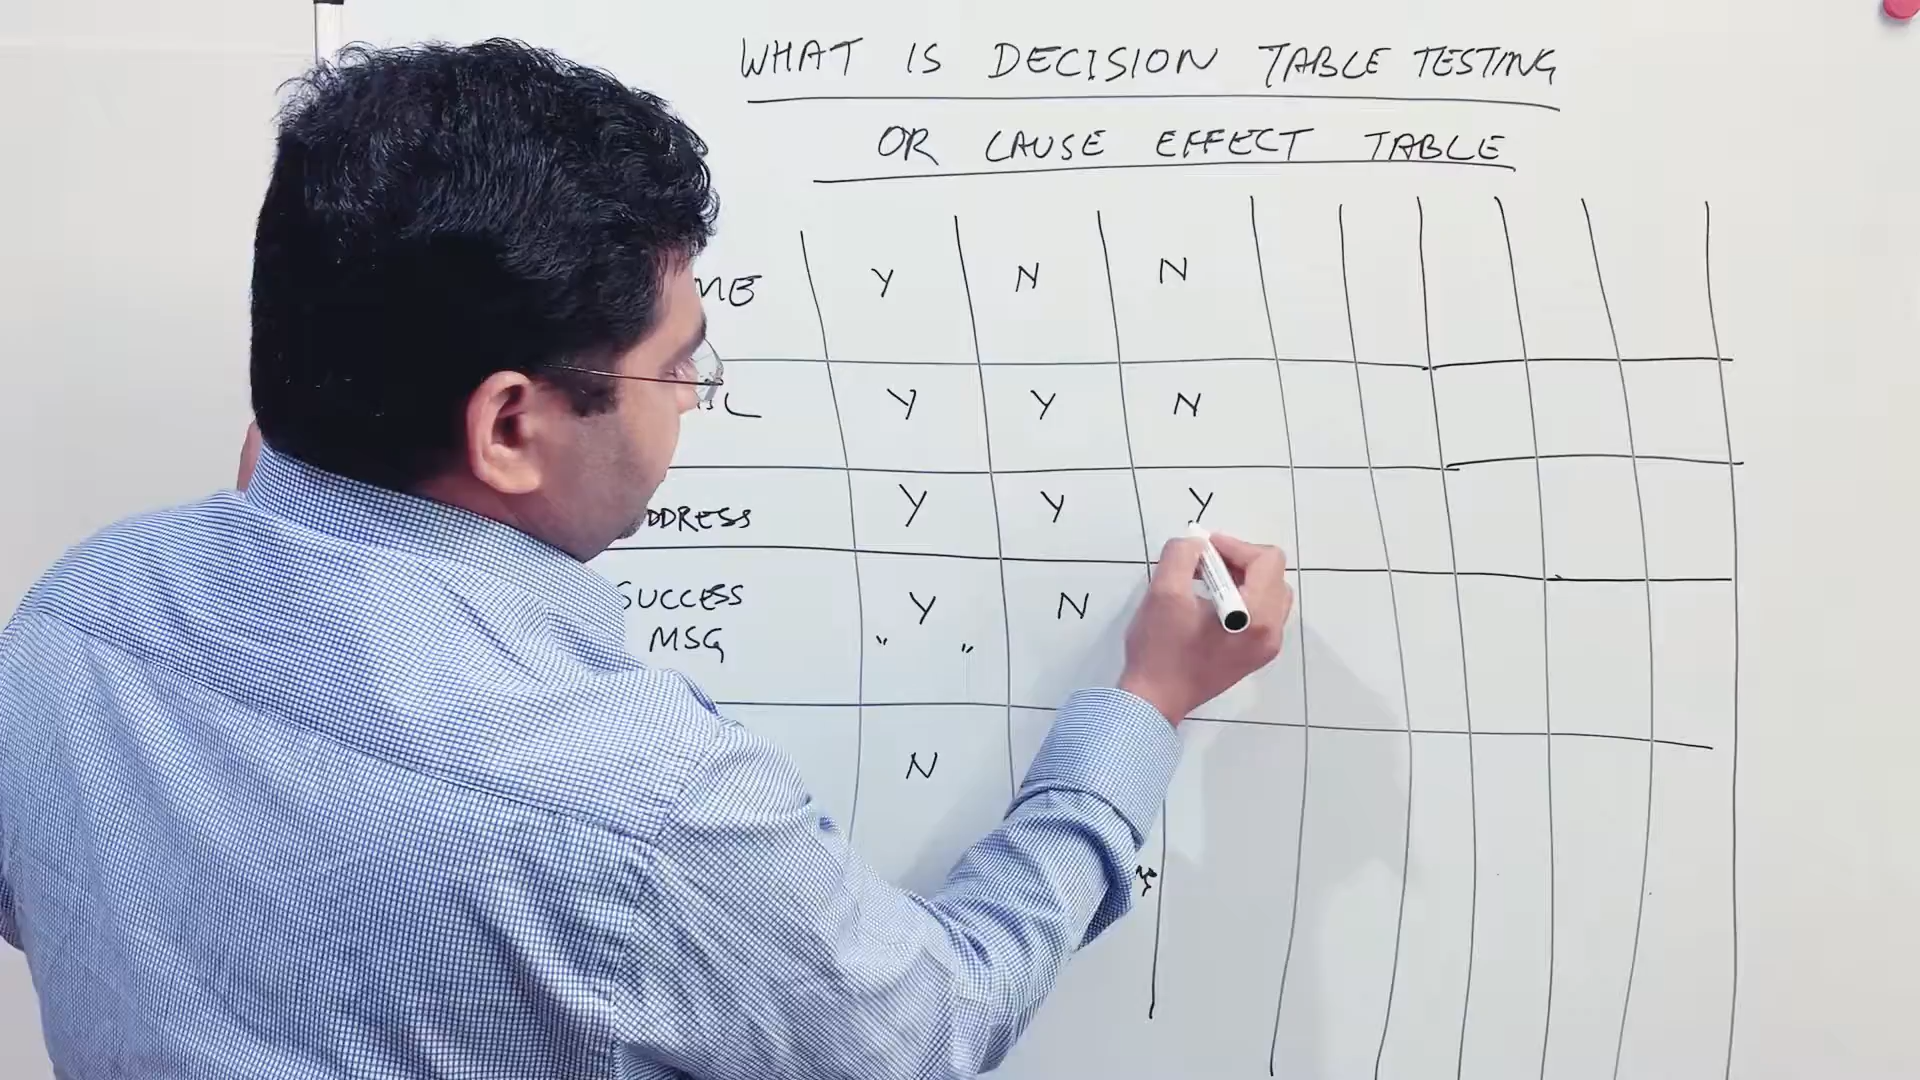 WHAT IS DECISION TABLE TESTING
OR CAUSE EFFECT TABLE
ME Y N N
L Y Y N
DDRESS Y Y Y
SUCCESS Y N
MSG " "
N